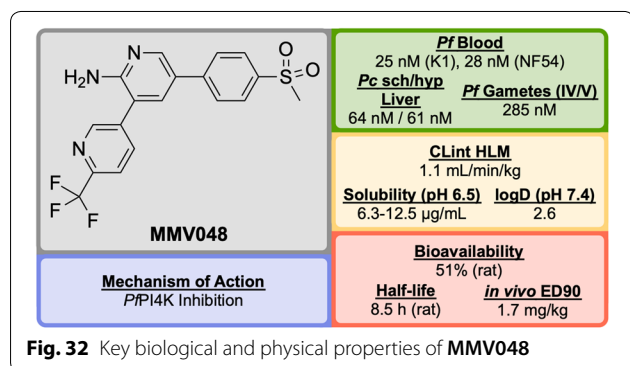 N
H₂N
O
S
O
N
F
F
F
MMV048
Mechanism of Action
PfPI4K Inhibition
Pf Blood
25 nM (K1), 28 nM (NF54)
Pc sch/hyp
Liver
64 nM / 61 nM
Pf Gametes (IV/V)
285 nM
CLint HLM
1.1 mL/min/kg
Solubility (pH 6.5)
6.3-12.5 µg/mL
logD (pH 7.4)
2.6
Bioavailability
51% (rat)
Half-life
8.5 h (rat)
in vivo ED90
1.7 mg/kg
Fig. 32 Key biological and physical properties of MMV048